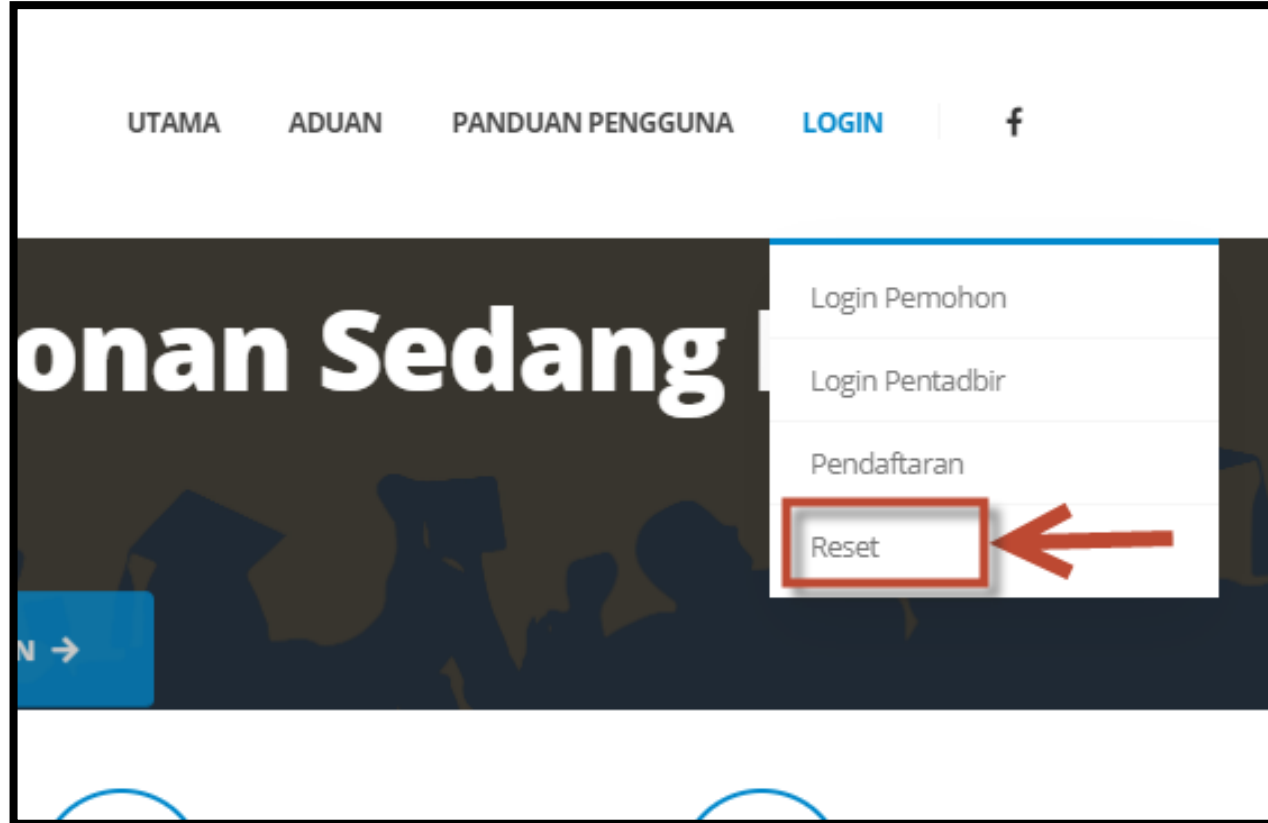 UTAMA ADUAN PANDUAN PENGGUNA LOGIN f
Login Pemohon
onan Sedang
Login Pentadbir
Pendaftaran
Reset
N →